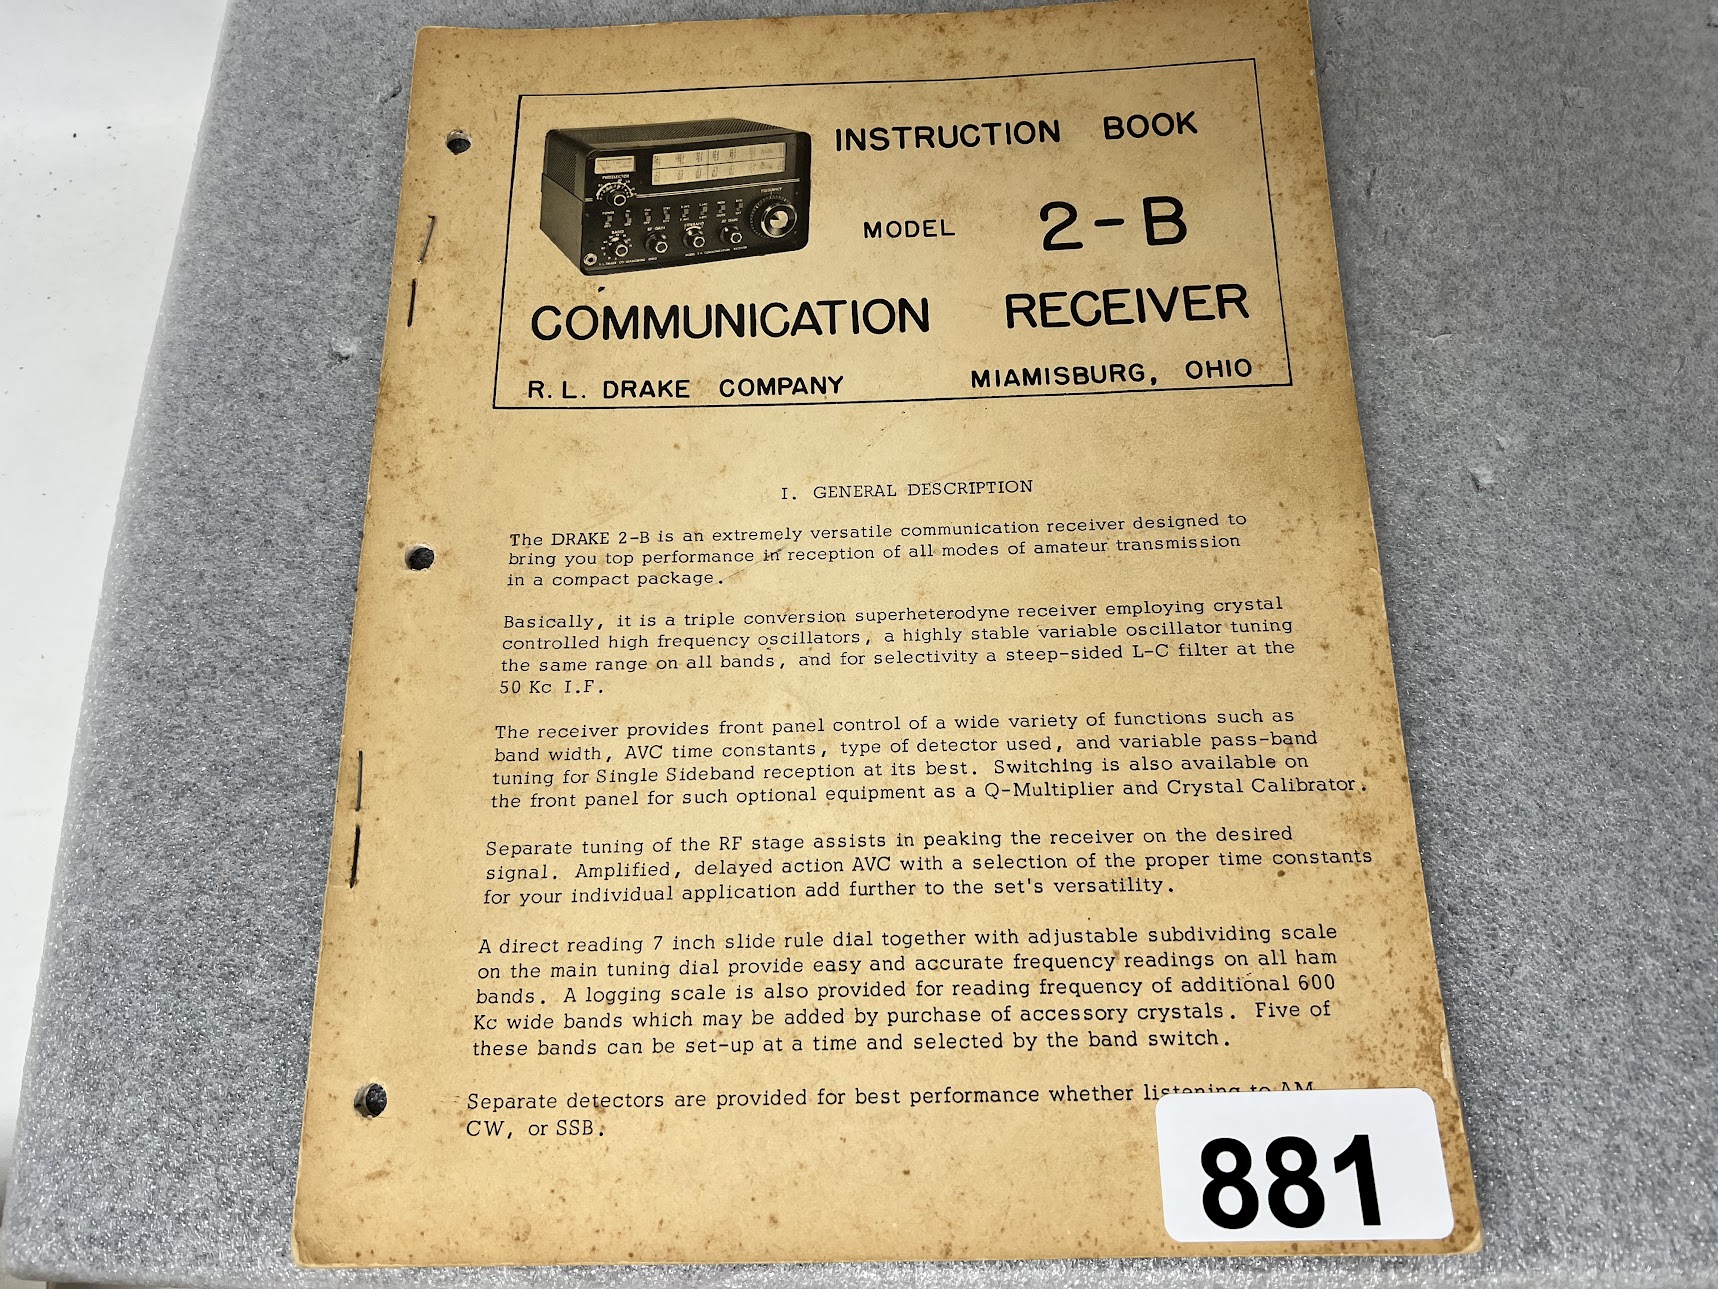 INSTRUCTION BOOK
MODEL 2-B
COMMUNICATION RECEIVER
R. L. DRAKE COMPANY MIAMISBURG, OHIO
I. GENERAL DESCRIPTION
The DRAKE 2-B is an extremely versatile communication receiver designed to
bring you top performance in reception of all modes of amateur transmission
in a compact package.
Basically, it is a triple conversion superheterodyne receiver employing crystal
controlled high frequency oscillators, a highly stable variable oscillator tuning
the same range on all bands, and for selectivity a steep-sided L-C filter at the
50 Kc I.F.
The receiver provides front panel control of a wide variety of functions such as
band width, AVC time constants, type of detector used, and variable pass-band
tuning for Single Sideband reception at its best. Switching is also available on
the front panel for such optional equipment as a Q-Multiplier and Crystal Calibrator.
Separate tuning of the RF stage assists in peaking the receiver on the desired
signal. Amplified, delayed action AVC with a selection of the proper time constants
for your individual application add further to the set's versatility.
A direct reading 7 inch slide rule dial together with adjustable subdividing scale
on the main tuning dial provide easy and accurate frequency readings on all ham
bands. A logging scale is also provided for reading frequency of additional 600
Kc wide bands which may be added by purchase of accessory crystals. Five of
these bands can be set-up at a time and selected by the band switch.
Separate detectors are provided for best performance whether listening to AM
CW, or SSB.
881